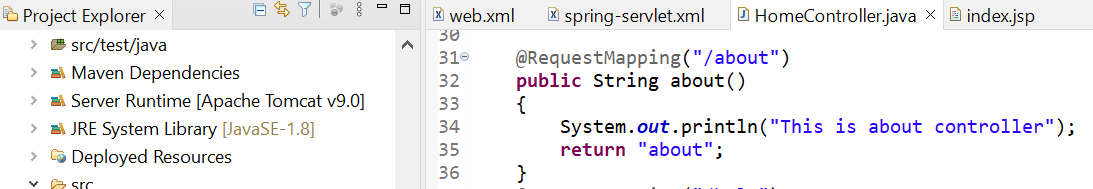 Project Explorer
src/test/java
Maven Dependencies
Server Runtime [Apache Tomcat v9.0]
JRE System Library [JavaSE-1.8]
Deployed Resources
src
web.xml
spring-servlet.xml
HomeController.java
index.jsp
30
31 @RequestMapping("/about")
32 public String about()
33 {
34 System.out.println("This is about controller");
35 return "about";
36 }